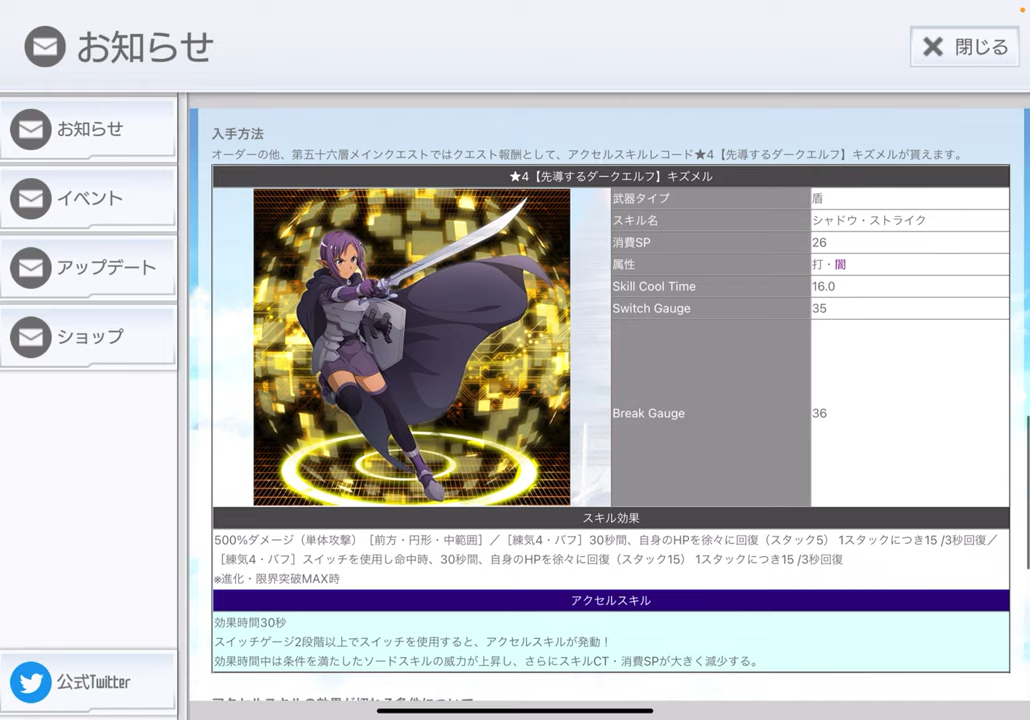 お知らせ
閉じる
お知らせ
イベント
アップデート
ショップ
公式Twitter
入手方法
オーダーの他、第五十六層メインクエストではクエスト報酬として、アクセルスキルレコード★4【先導するダークエルフ】キズメルが貰えます。
★4【先導するダークエルフ】キズメル
武器タイプ 盾
スキル名 シャドウ・ストライク
消費SP 26
属性 打・闇
Skill Cool Time 16.0
Switch Gauge 35
Break Gauge 36
スキル効果
500%ダメージ（単体攻撃）［前方・円形・中範囲］／［練気4・バフ］30秒間、自身のHPを徐々に回復（スタック5） 1スタックにつき15 /3秒回復／
［練気4・バフ］スイッチを使用し命中時、30秒間、自身のHPを徐々に回復（スタック15） 1スタックにつき15 /3秒回復
※進化・限界突破MAX時
アクセルスキル
効果時間30秒
スイッチゲージ2段階以上でスイッチを使用すると、アクセルスキルが発動！
効果時間中は条件を満たしたソードスキルの威力が上昇し、さらにスキルCT・消費SPが大きく減少する。